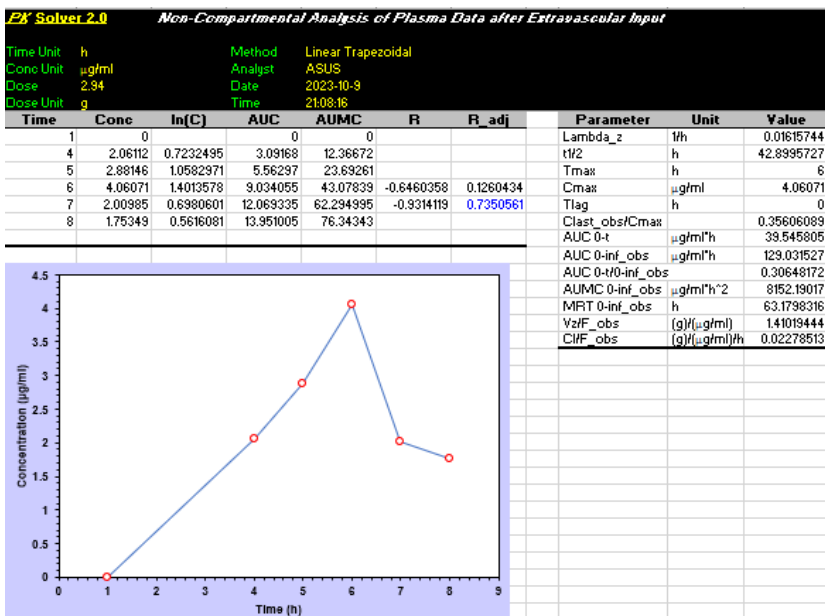 PK Solver 2.0 Non-Compartmental Analysis of Plasma Data after Extravascular Input
Time Unit h Method Linear Trapezoidal
Conc Unit µg/ml Analyst ASUS
Dose 2.94 Date 2023-10-9
Dose Unit g Time 21:08:16
Time Conc ln(C) AUC AUMC R R_adj
1 0 0 0
4 2.06112 0.7232495 3.09168 12.36672
5 2.88146 1.0582971 5.56297 23.69261
6 4.06071 1.4013578 9.034055 43.07839 -0.6460358 0.1260434
7 2.00985 0.6980601 12.069335 62.294995 -0.9314119 0.7350561
8 1.75349 0.5616081 13.951005 76.34343
Parameter Unit Value
Lambda_z 1/h 0.01615744
t1/2 h 42.8995727
Tmax h 6
Cmax µg/ml 4.06071
Tlag h 0
Clast_obs/Cmax 0.35606089
AUC 0-t µg/ml*h 39.545805
AUC 0-inf_obs µg/ml*h 129.031527
AUC 0-t/0-inf_obs 0.30648172
AUMC 0-inf_obs µg/ml*h^2 8152.19017
MRT 0-inf_obs h 63.1798316
Vz/F_obs (g)/(µg/ml) 1.41019444
Cl/F_obs (g)/(µg/ml)/h 0.02278513
4.5
4
3.5
3
2.5
2
1.5
1
0.5
0
Concentration (µg/ml)
0 1 2 3 4 5 6 7 8 9
Time (h)